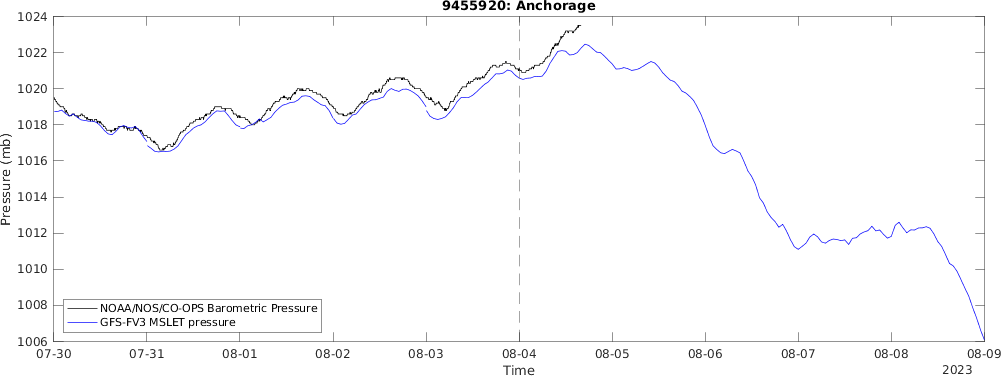 9455920: Anchorage
1024
1022
1020
1018
1016
1014
1012
1010
1008
1006
Pressure (mb)
NOAA/NOS/CO-OPS Barometric Pressure
GFS-FV3 MSLET pressure
07-30 07-31 08-01 08-02 08-03 08-04 08-05 08-06 08-07 08-08 08-09
Time
2023